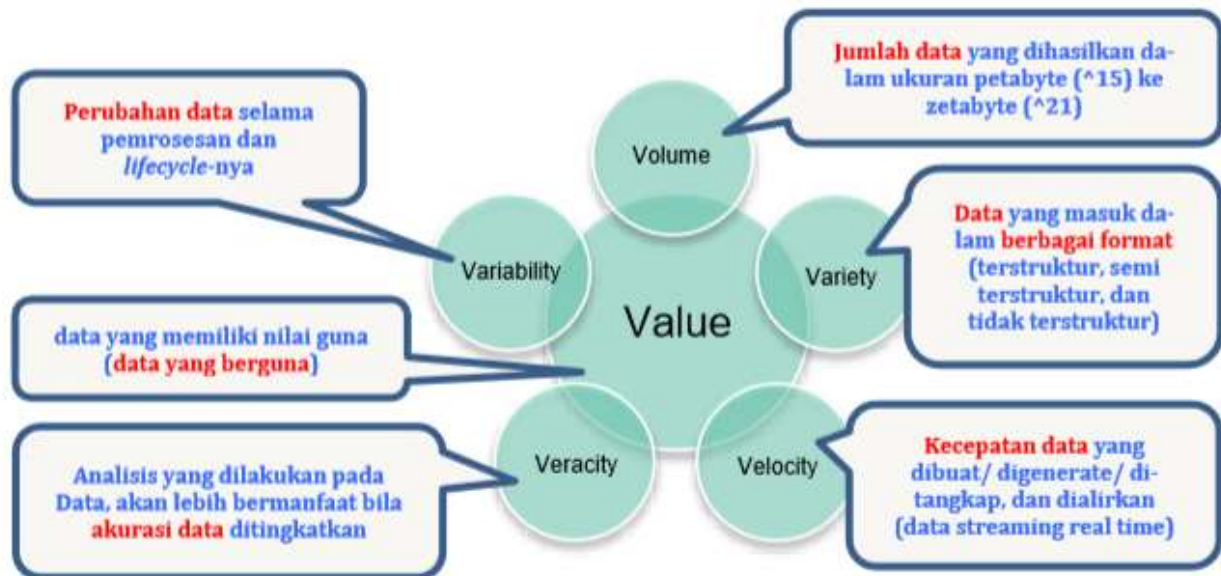 Jumlah data yang dihasilkan da-
lam ukuran petabyte (^15) ke
zetabyte (^21)
Perubahan data selama
pemrosesan dan
lifecycle-nya
Volume
Data yang masuk da-
lam berbagai format
(terstruktur, semi
terstruktur, dan
tidak terstruktur)
Variability
Variety
Value
data yang memiliki nilai guna
(data yang berguna)
Veracity
Velocity
Kecepatan data yang
dibuat/ digenerate/ di-
tangkap, dan dialirkan
(data streaming real time)
Analisis yang dilakukan pada
Data, akan lebih bermanfaat bila
akurasi data ditingkatkan